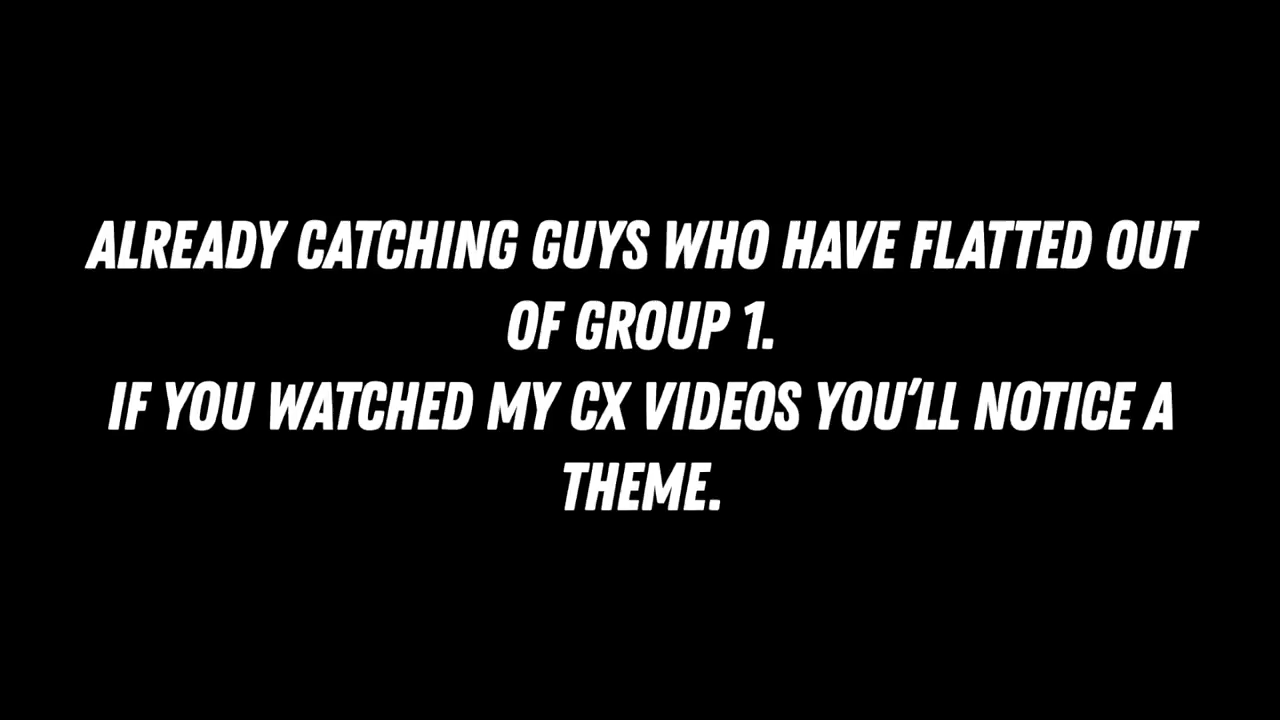 ALREADY CATCHING GUYS WHO HAVE FLATTED OUT
OF GROUP 1.
IF YOU WATCHED MY CX VIDEOS YOU'LL NOTICE A
THEME.